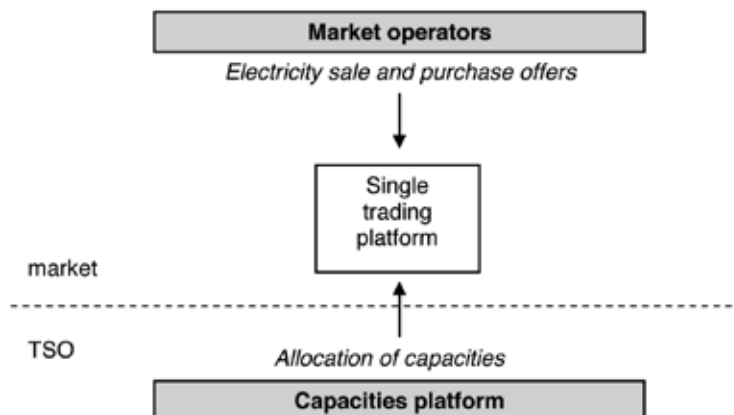 Market operators
Electricity sale and purchase offers
Single
trading
platform
market
TSO
Allocation of capacities
Capacities platform